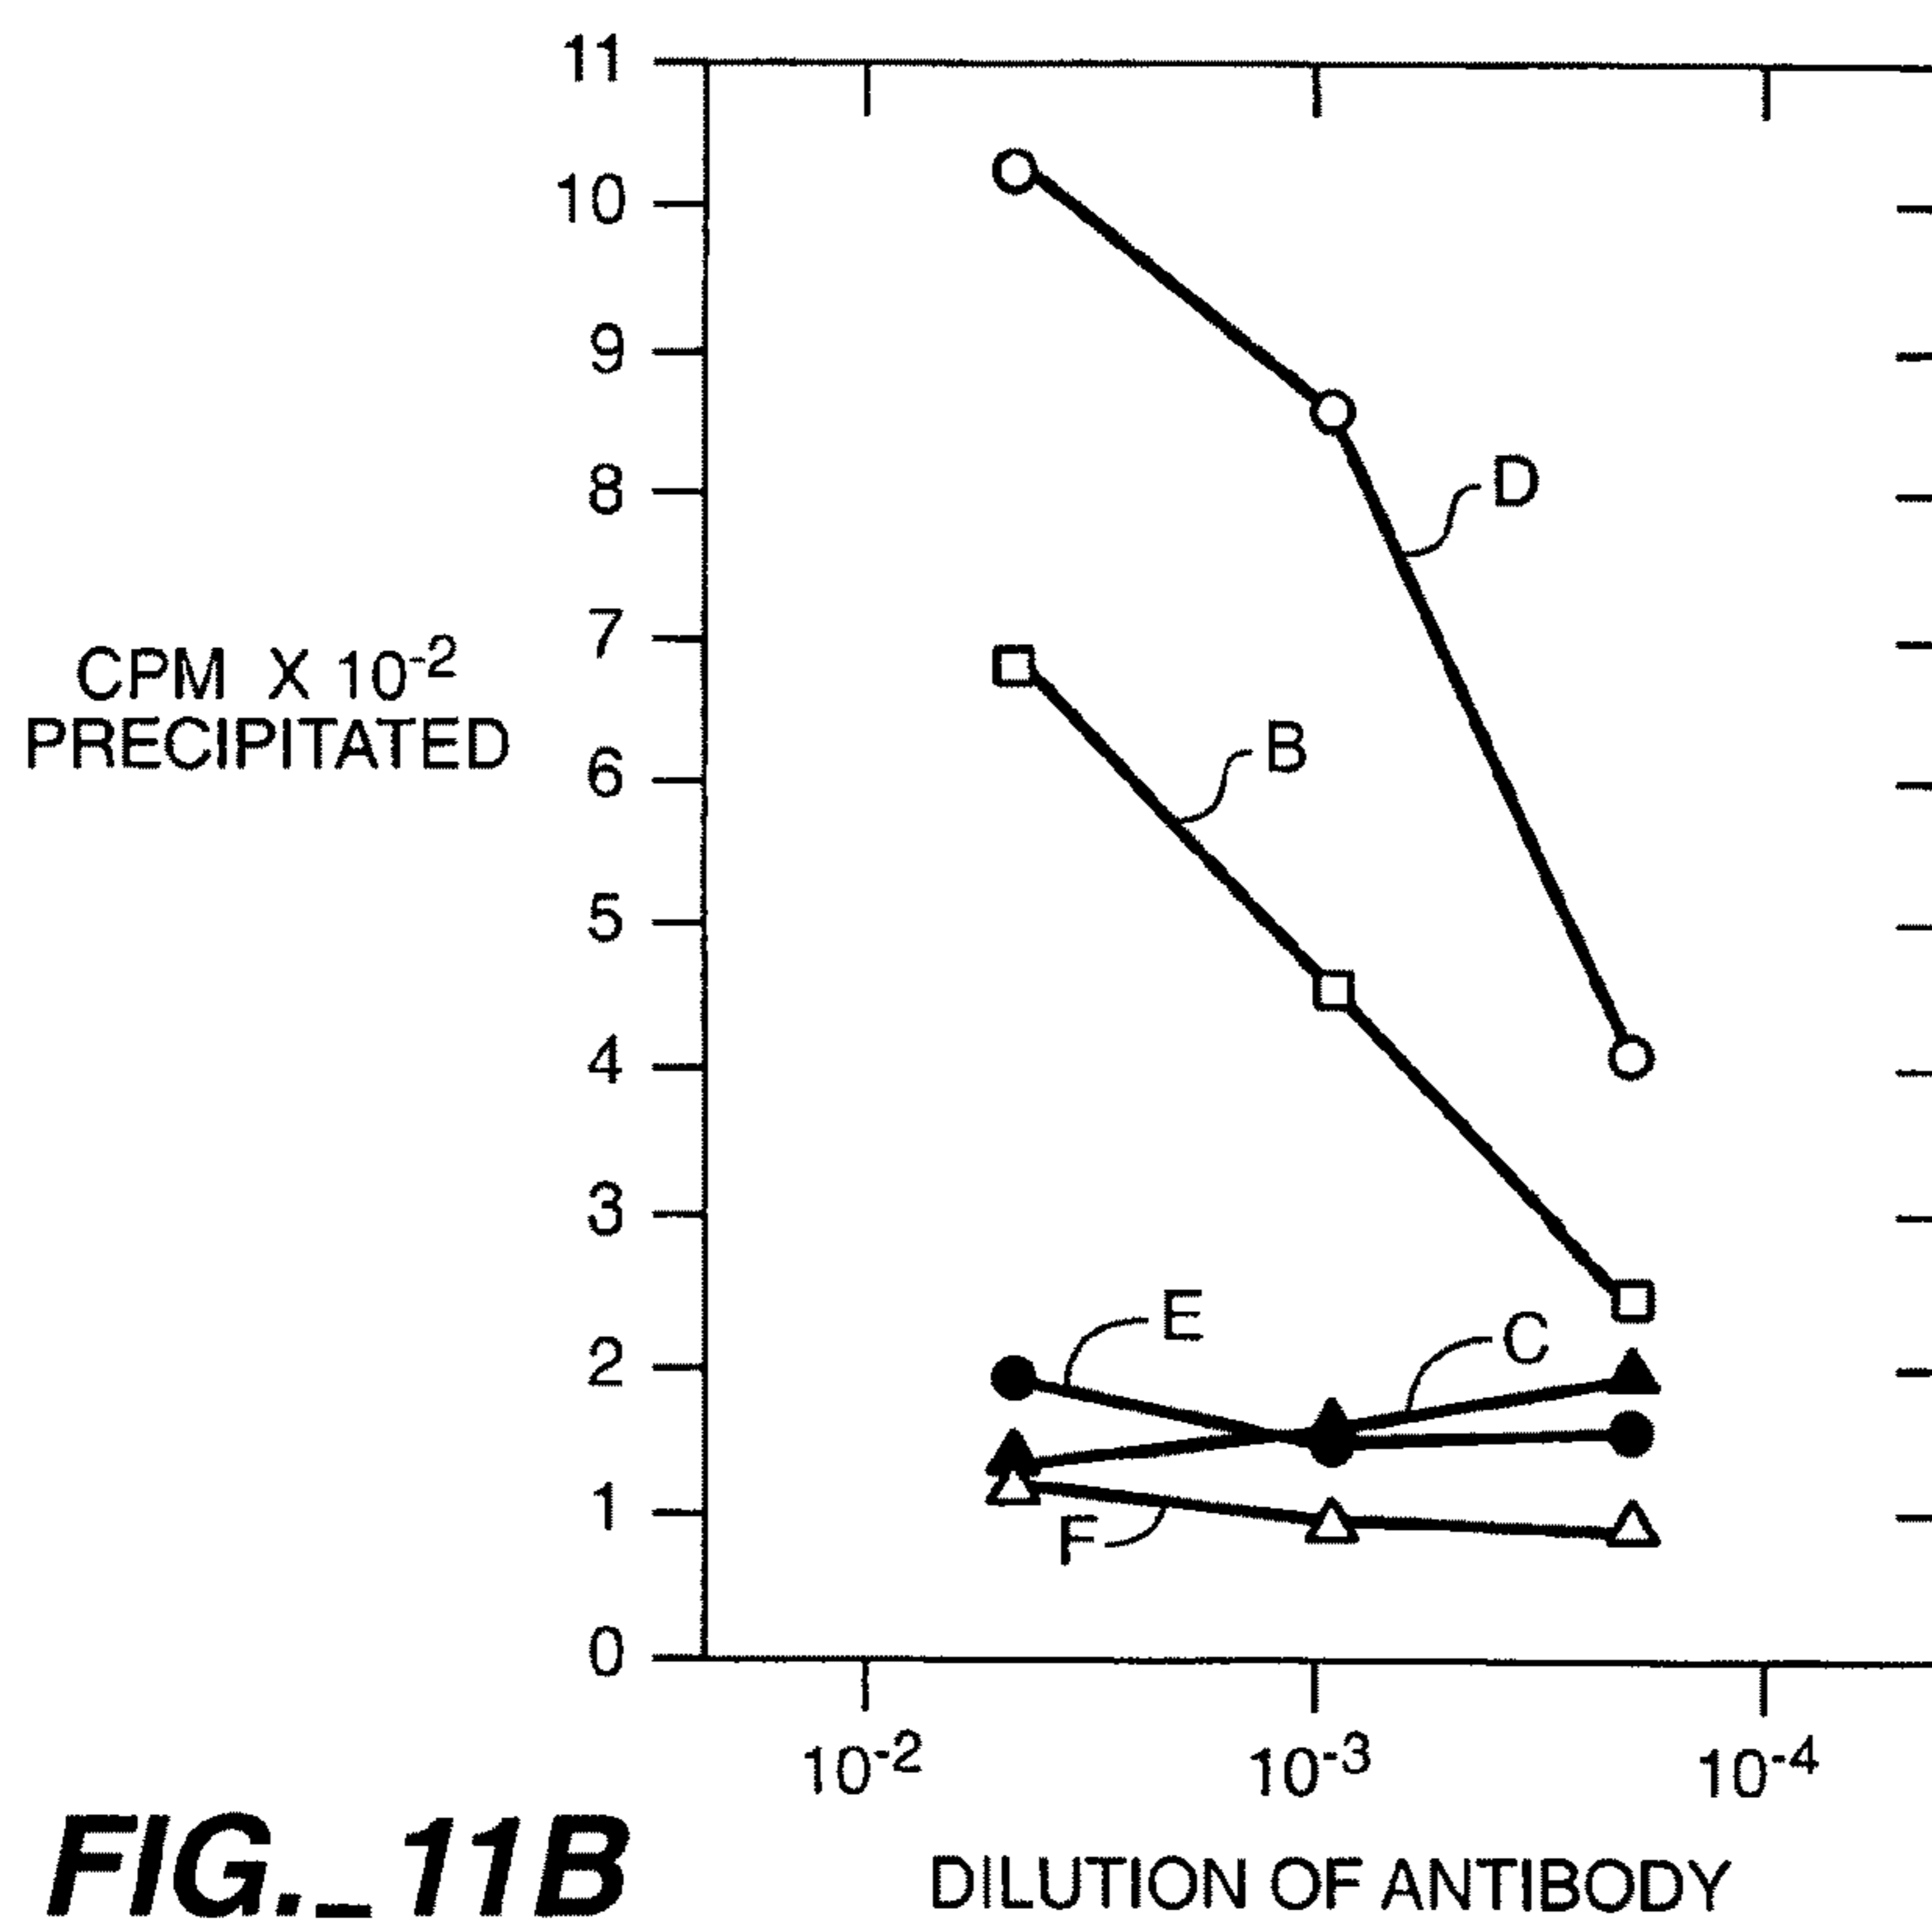 11
10
9
8
7
6
5
4
3
2
1
0
CPM X 10⁻²
PRECIPITATED
D
B
E
C
F
10⁻² 10⁻³ 10⁻⁴
DILUTION OF ANTIBODY
FIG._11B